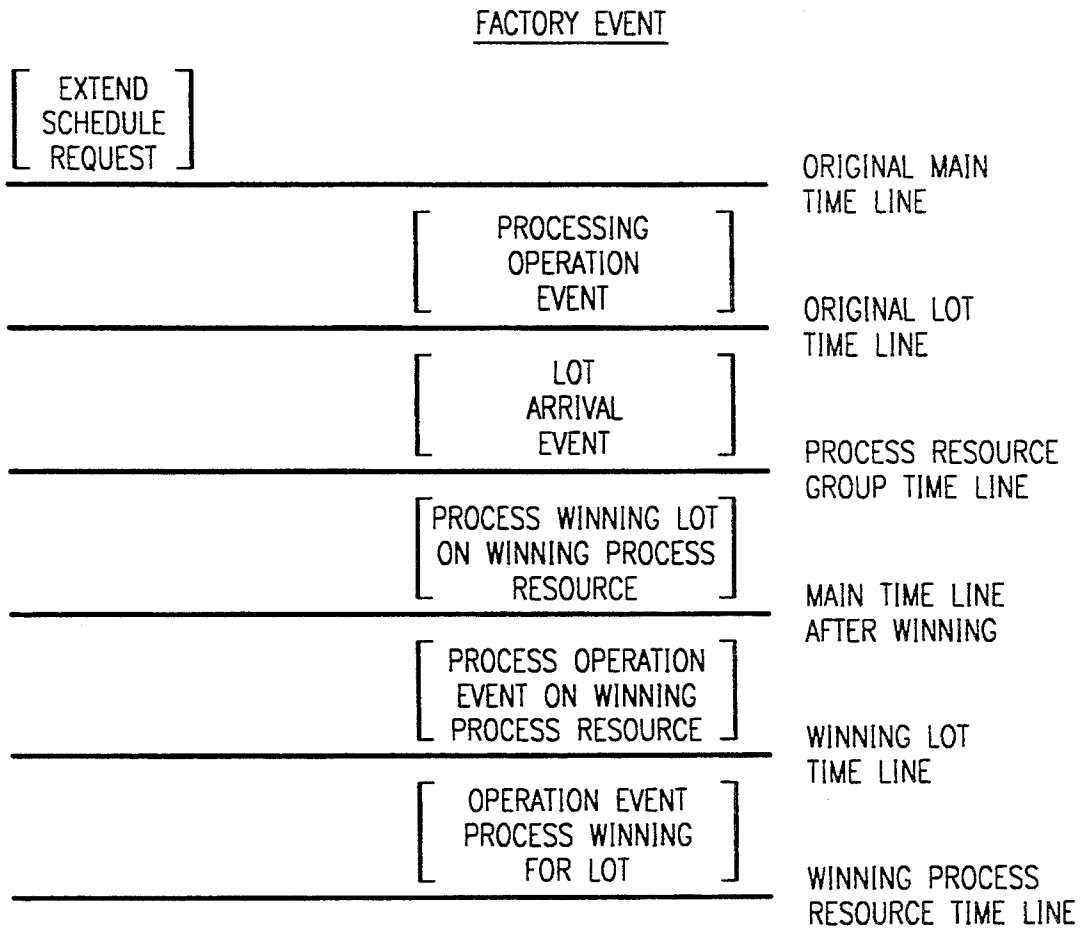 FACTORY EVENT
EXTEND
SCHEDULE
REQUEST
ORIGINAL MAIN
TIME LINE
PROCESSING
OPERATION
EVENT
ORIGINAL LOT
TIME LINE
LOT
ARRIVAL
EVENT
PROCESS RESOURCE
GROUP TIME LINE
PROCESS WINNING LOT
ON WINNING PROCESS
RESOURCE
MAIN TIME LINE
AFTER WINNING
PROCESS OPERATION
EVENT ON WINNING
PROCESS RESOURCE
WINNING LOT
TIME LINE
OPERATION EVENT
PROCESS WINNING
FOR LOT
WINNING PROCESS
RESOURCE TIME LINE